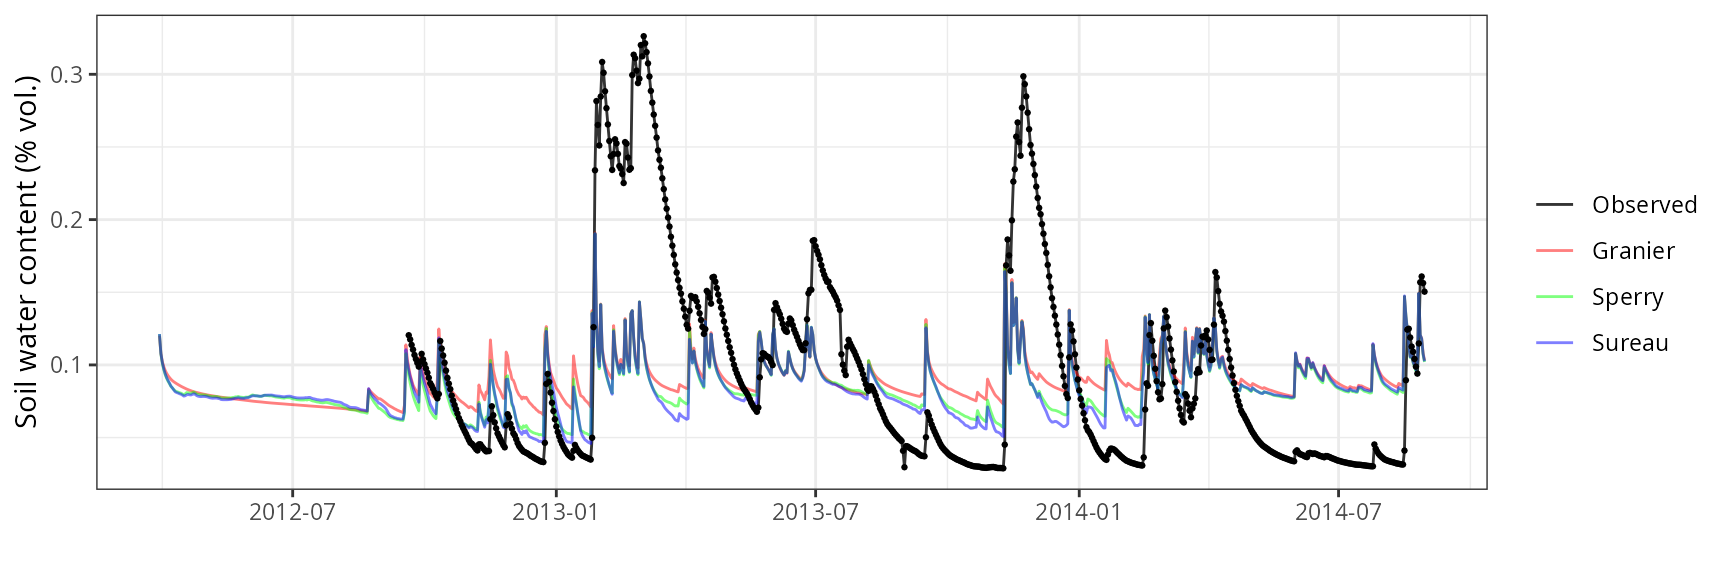 Soil water content (% vol.)
0.3
0.2
0.1
2012-07
2013-01
2013-07
2014-01
2014-07
Observed
Granier
Sperry
Sureau